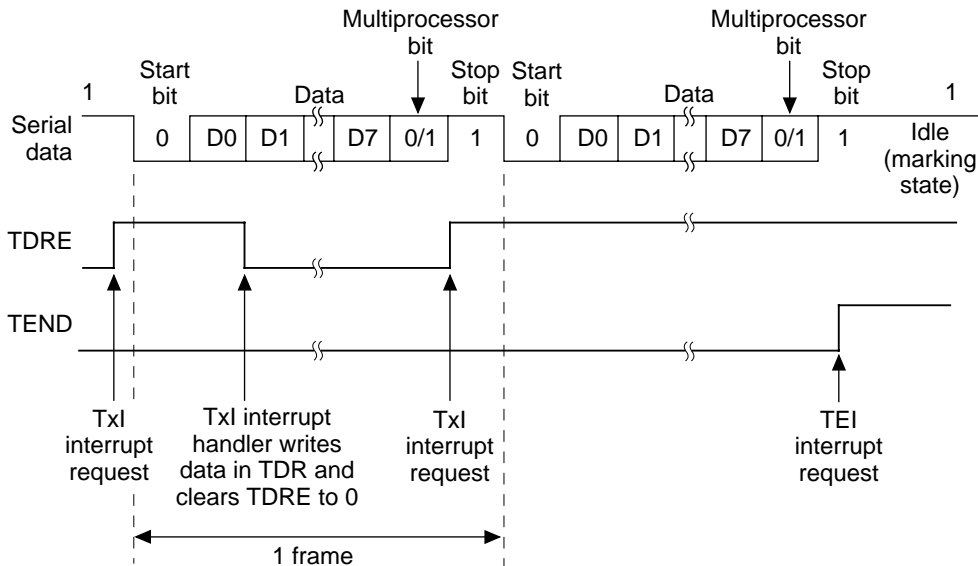 Multiprocessor
bit
Multiprocessor
bit
1
Start
bit
Data
Stop
bit
Start
bit
Data
Stop
bit
1
Serial
data
0 D0 D1 D7 0/1 1 0 D0 D1 D7 0/1 1
Idle
(marking
state)
TDRE
TEND
TxI
interrupt
request
TxI interrupt
handler writes
data in TDR and
clears TDRE to 0
TxI
interrupt
request
TEI
interrupt
request
1 frame